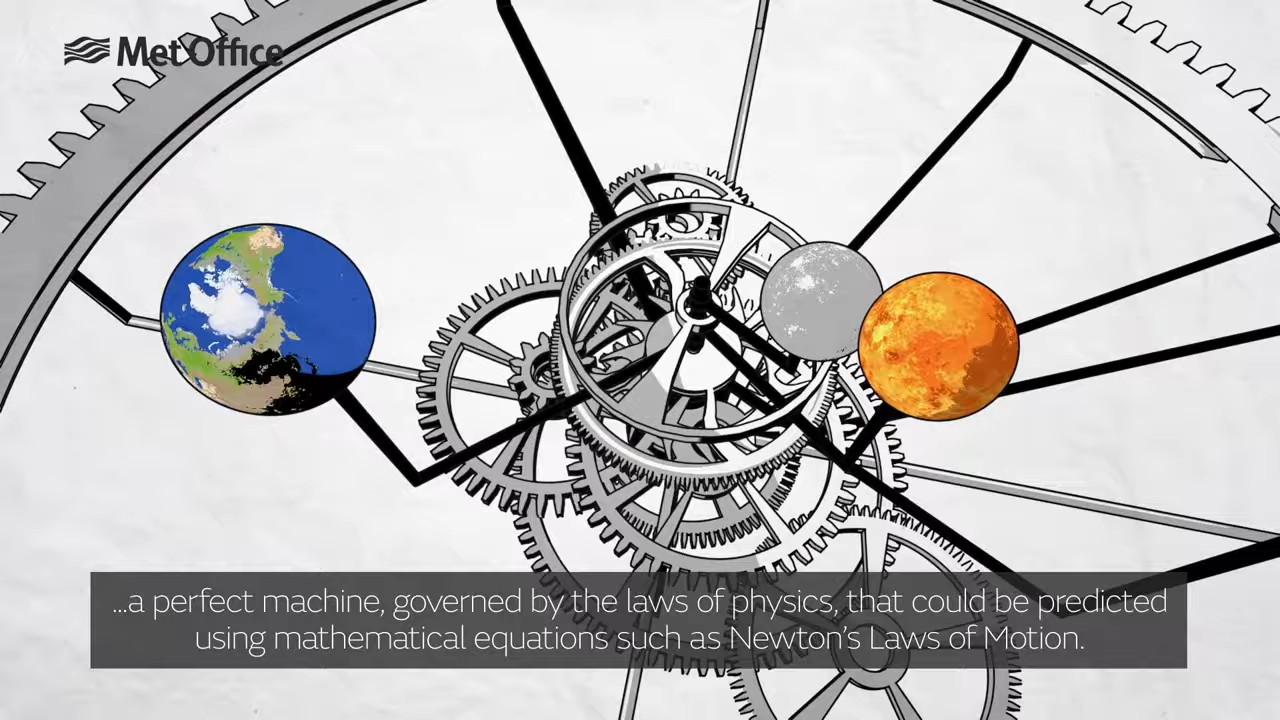 Met Office
...a perfect machine, governed by the laws of physics, that could be predicted
using mathematical equations such as Newton’s Laws of Motion.